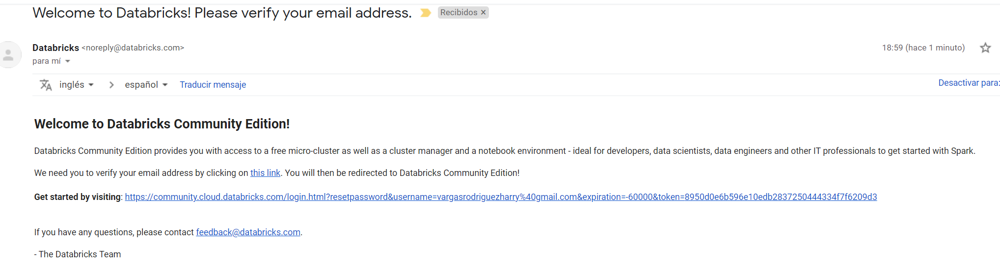 Welcome to Databricks! Please verify your email address. Recibidos ×
Databricks <noreply@databricks.com> 18:59 (hace 1 minuto)
para mí
inglés > español Traducir mensaje Desactivar para:
Welcome to Databricks Community Edition!
Databricks Community Edition provides you with access to a free micro-cluster as well as a cluster manager and a notebook environment - ideal for developers, data scientists, data engineers and other IT professionals to get started with Spark.
We need you to verify your email address by clicking on this link. You will then be redirected to Databricks Community Edition!
Get started by visiting: https://community.cloud.databricks.com/login.html?resetpassword&username=vargasrodriguezharry%40gmail.com&expiration=-60000&token=8950d0e6b596e10edb2837250444334f7f6209d3
If you have any questions, please contact feedback@databricks.com.
- The Databricks Team